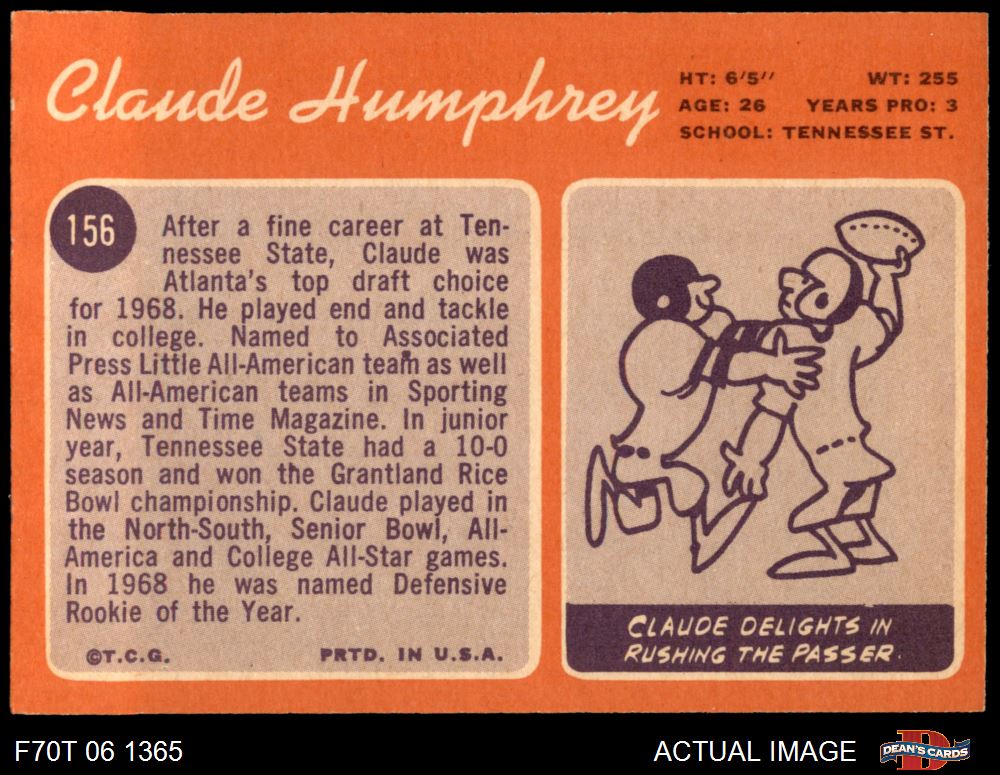 Claude Humphrey
HT: 6'5'' WT: 255
AGE: 26 YEARS PRO: 3
SCHOOL: TENNESSEE ST.
156
After a fine career at Ten-
nessee State, Claude was
Atlanta's top draft choice
for 1968. He played end and tackle
in college. Named to Associated
Press Little All-American team as well
as All-American teams in Sporting
News and Time Magazine. In junior
year, Tennessee State had a 10-0
season and won the Grantland Rice
Bowl championship. Claude played in
the North-South, Senior Bowl, All-
America and College All-Star games.
In 1968 he was named Defensive
Rookie of the Year.
©T.C.G. PRTD. IN U.S.A.
CLAUDE DELIGHTS IN
RUSHING THE PASSER.
F70T 06 1365 ACTUAL IMAGE
D
DEAN'S CARDS